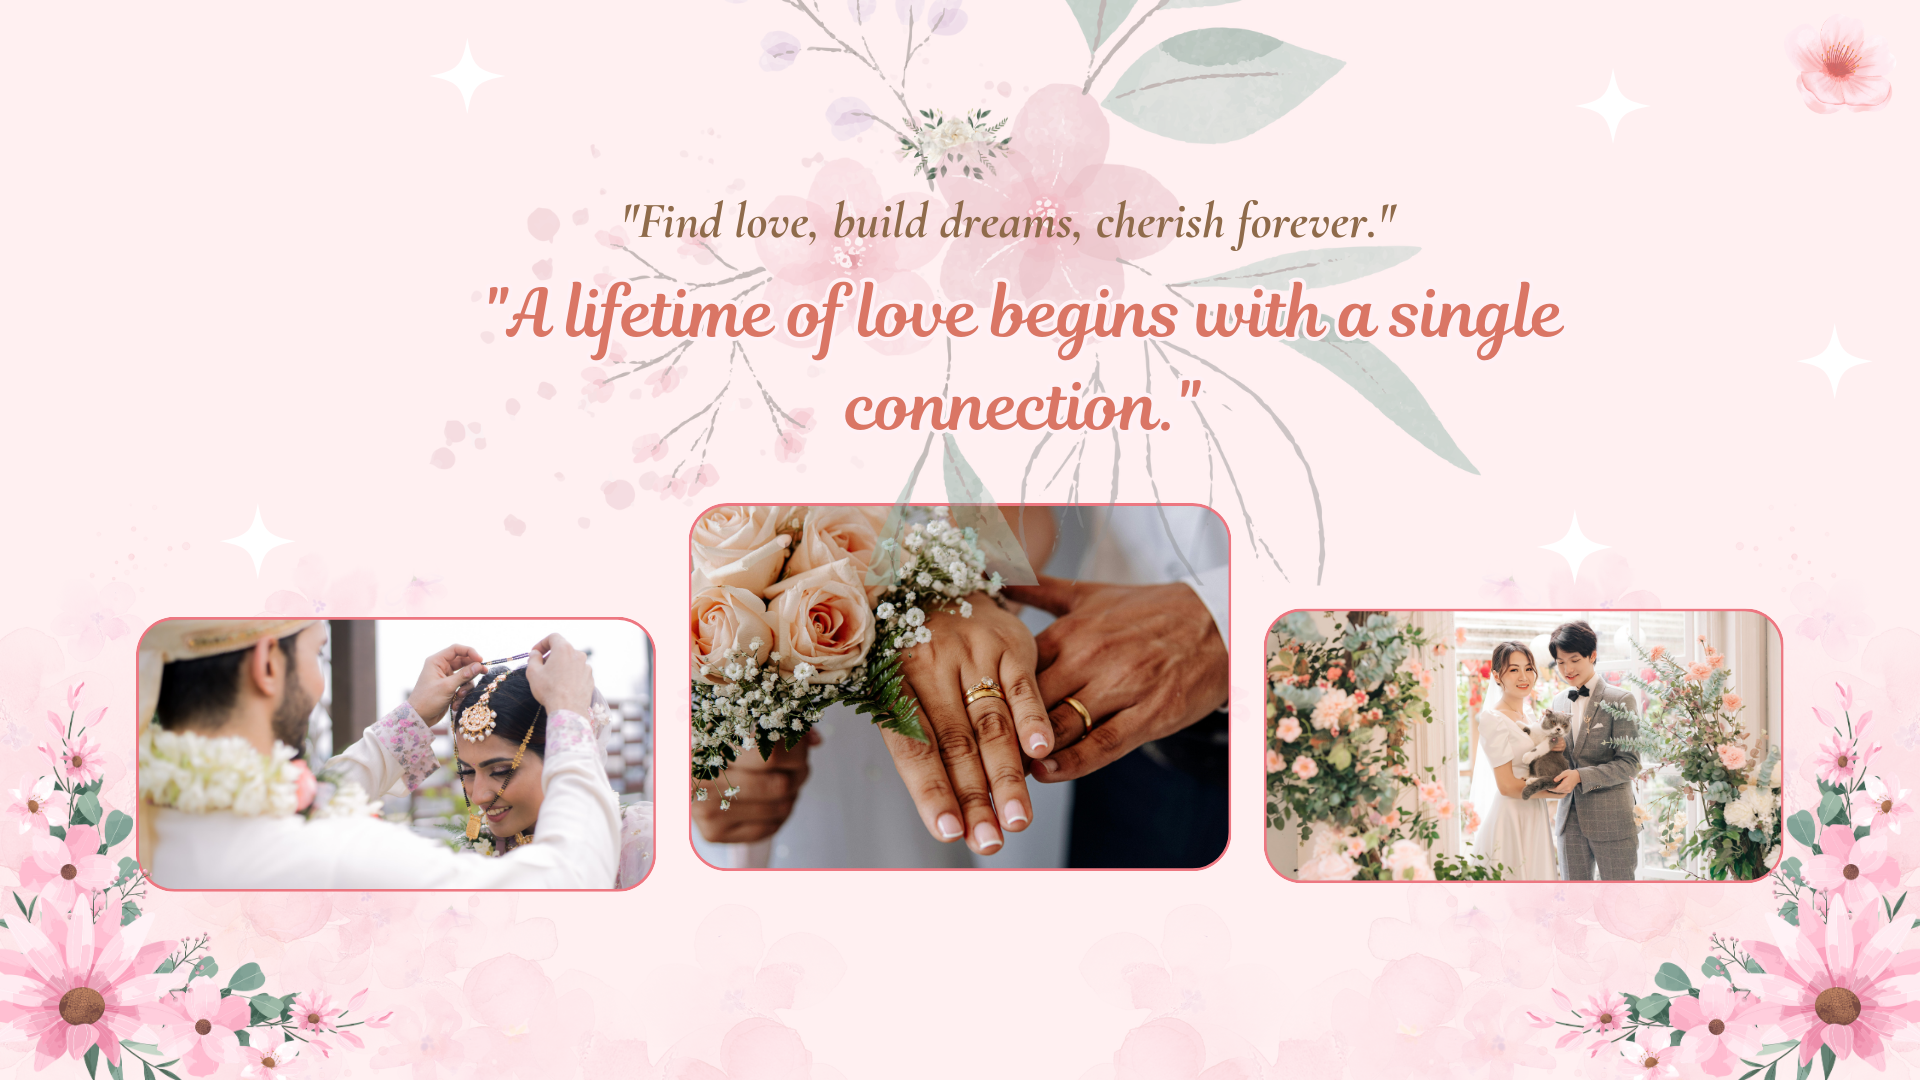 "Find love, build dreams, cherish forever."
"A lifetime of love begins with a single
connection."